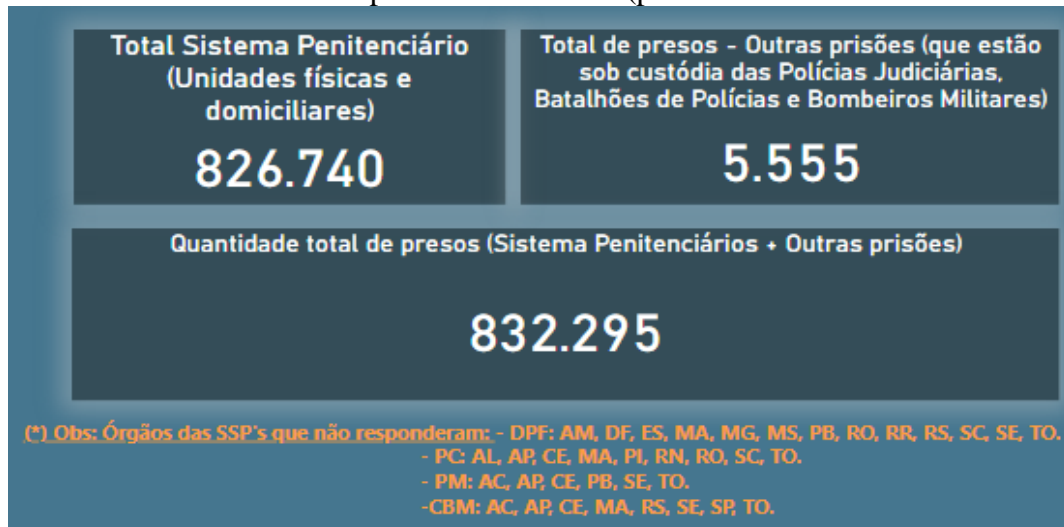 Total Sistema Penitenciário
(Unidades físicas e
domiciliares)
826.740
Total de presos - Outras prisões (que estão
sob custódia das Polícias Judiciárias,
Batalhões de Polícias e Bombeiros Militares)
5.555
Quantidade total de presos (Sistema Penitenciários + Outras prisões)
832.295
(*) Obs: Órgãos das SSP's que não responderam: - DPF: AM, DF, ES, MA, MG, MS, PB, RO, RR, RS, SC, SE, TO.
- PC: AL, AP, CE, MA, PI, RN, RO, SC, TO.
- PM: AC, AP, CE, PB, SE, TO.
-CBM: AC, AP, CE, MA, RS, SE, SP, TO.